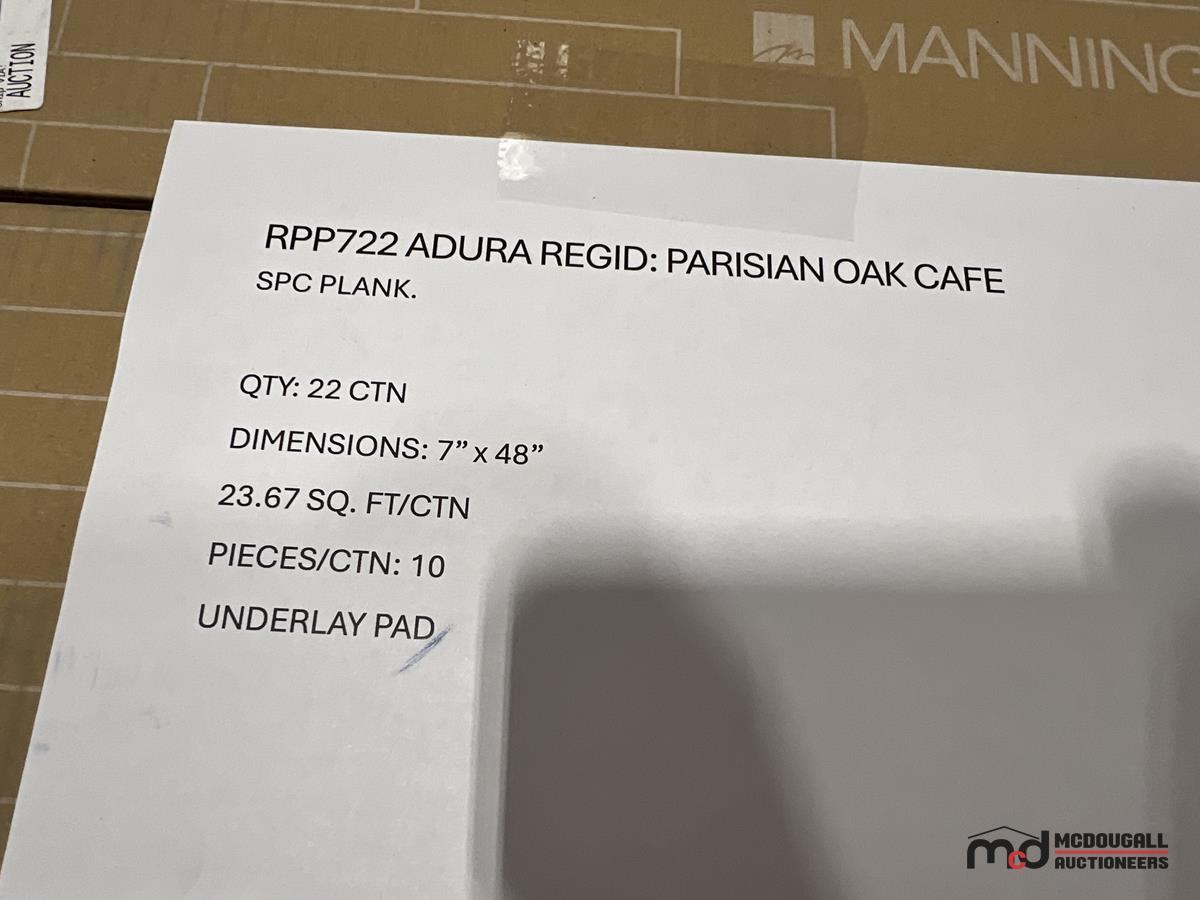 AUCTION
MANNING
RPP722 ADURA REGID: PARISIAN OAK CAFE
SPC PLANK.
QTY: 22 CTN
DIMENSIONS: 7” x 48”
23.67 SQ. FT/CTN
PIECES/CTN: 10
UNDERLAY PAD
mcd MCDOUGALL
AUCTIONEERS